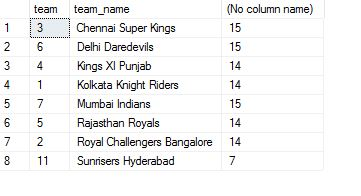 team team_name (No column name)
1 3 Chennai Super Kings 15
2 6 Delhi Daredevils 15
3 4 Kings XI Punjab 14
4 1 Kolkata Knight Riders 14
5 7 Mumbai Indians 15
6 5 Rajasthan Royals 14
7 2 Royal Challengers Bangalore 14
8 11 Sunrisers Hyderabad 7